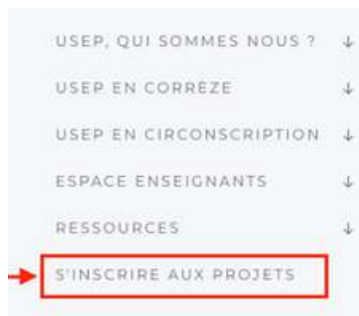 USEP, QUI SOMMES NOUS ? ↓
USEP EN CORRÈZE ↓
USEP EN CIRCONSCRIPTION ↓
ESPACE ENSEIGNANTS ↓
RESSOURCES ↓
S'INSCRIRE AUX PROJETS